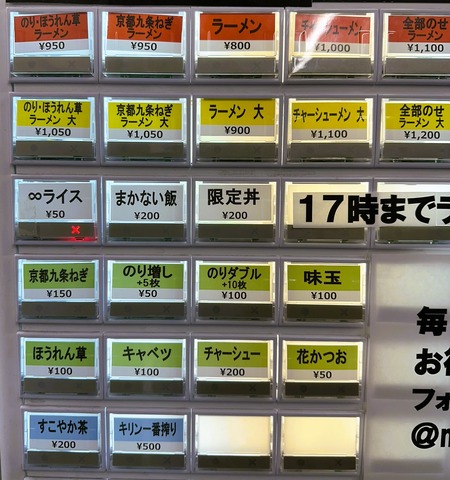 のり・ほうれん草
ラーメン
¥950
京都九条ねぎ
ラーメン
¥950
ラーメン
¥800
チャーシューメン
¥1,000
全部のせ
ラーメン
¥1,100
のり・ほうれん草
ラーメン 大
¥1,050
京都九条ねぎ
ラーメン 大
¥1,050
ラーメン 大
¥900
チャーシューメン 大
¥1,100
全部のせ
ラーメン 大
¥1,200
∞ライス
¥50
×
まかない飯
¥200
限定丼
¥200
17時までラ
京都九条ねぎ
¥150
のり増し
+5枚
¥50
のりダブル
+10枚
¥100
味玉
¥100
ほうれん草
¥100
キャベツ
¥100
チャーシュー
¥200
花かつお
¥50
すこやか茶
¥200
キリン一番搾り
¥500
毎
お
フォ
@